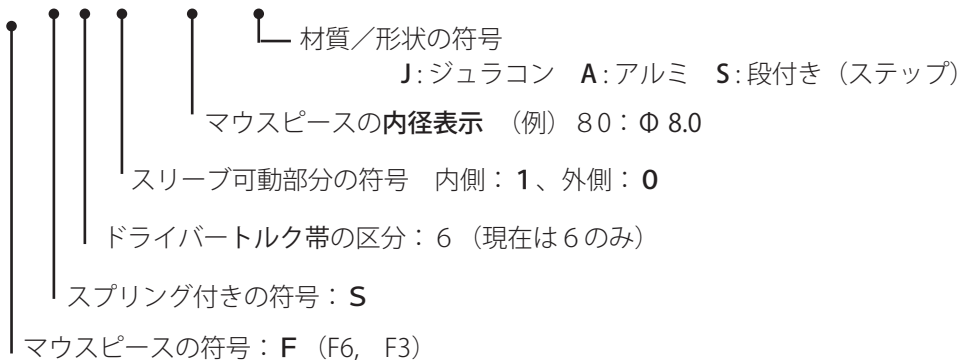 材質／形状の符号
J : ジュラコン　A : アルミ　S : 段付き（ステップ）
マウスピースの内径表示　（例）８０：Φ 8.0
スリーブ可動部分の符号　内側：１、外側：０
ドライバートルク帯の区分：６（現在は６のみ）
スプリング付きの符号：Ｓ
マウスピースの符号：Ｆ（F6,　F3）